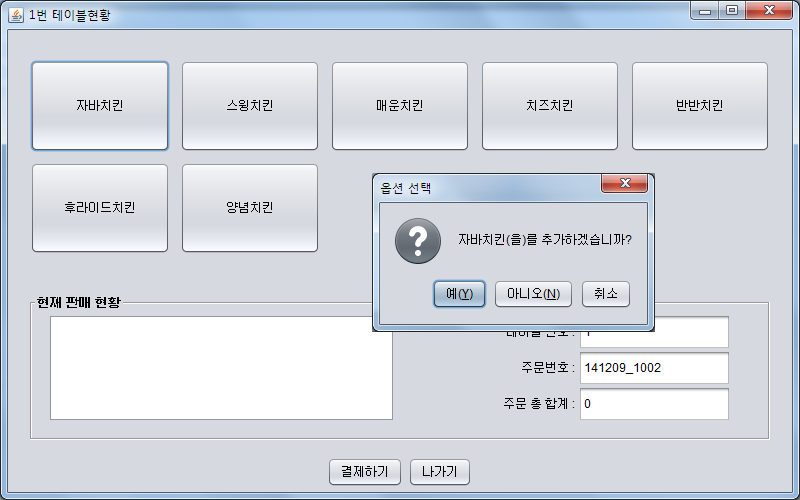 1번 테이블현황
자바치킨
스윙치킨
매운치킨
치즈치킨
반반치킨
후라이드치킨
양념치킨
옵션 선택
자바치킨(을)를 추가하겠습니까?
예(Y)
아니오(N)
취소
현재 판매 현황
주문번호 :
141209_1002
주문 총 합계 :
0
결제하기
나가기